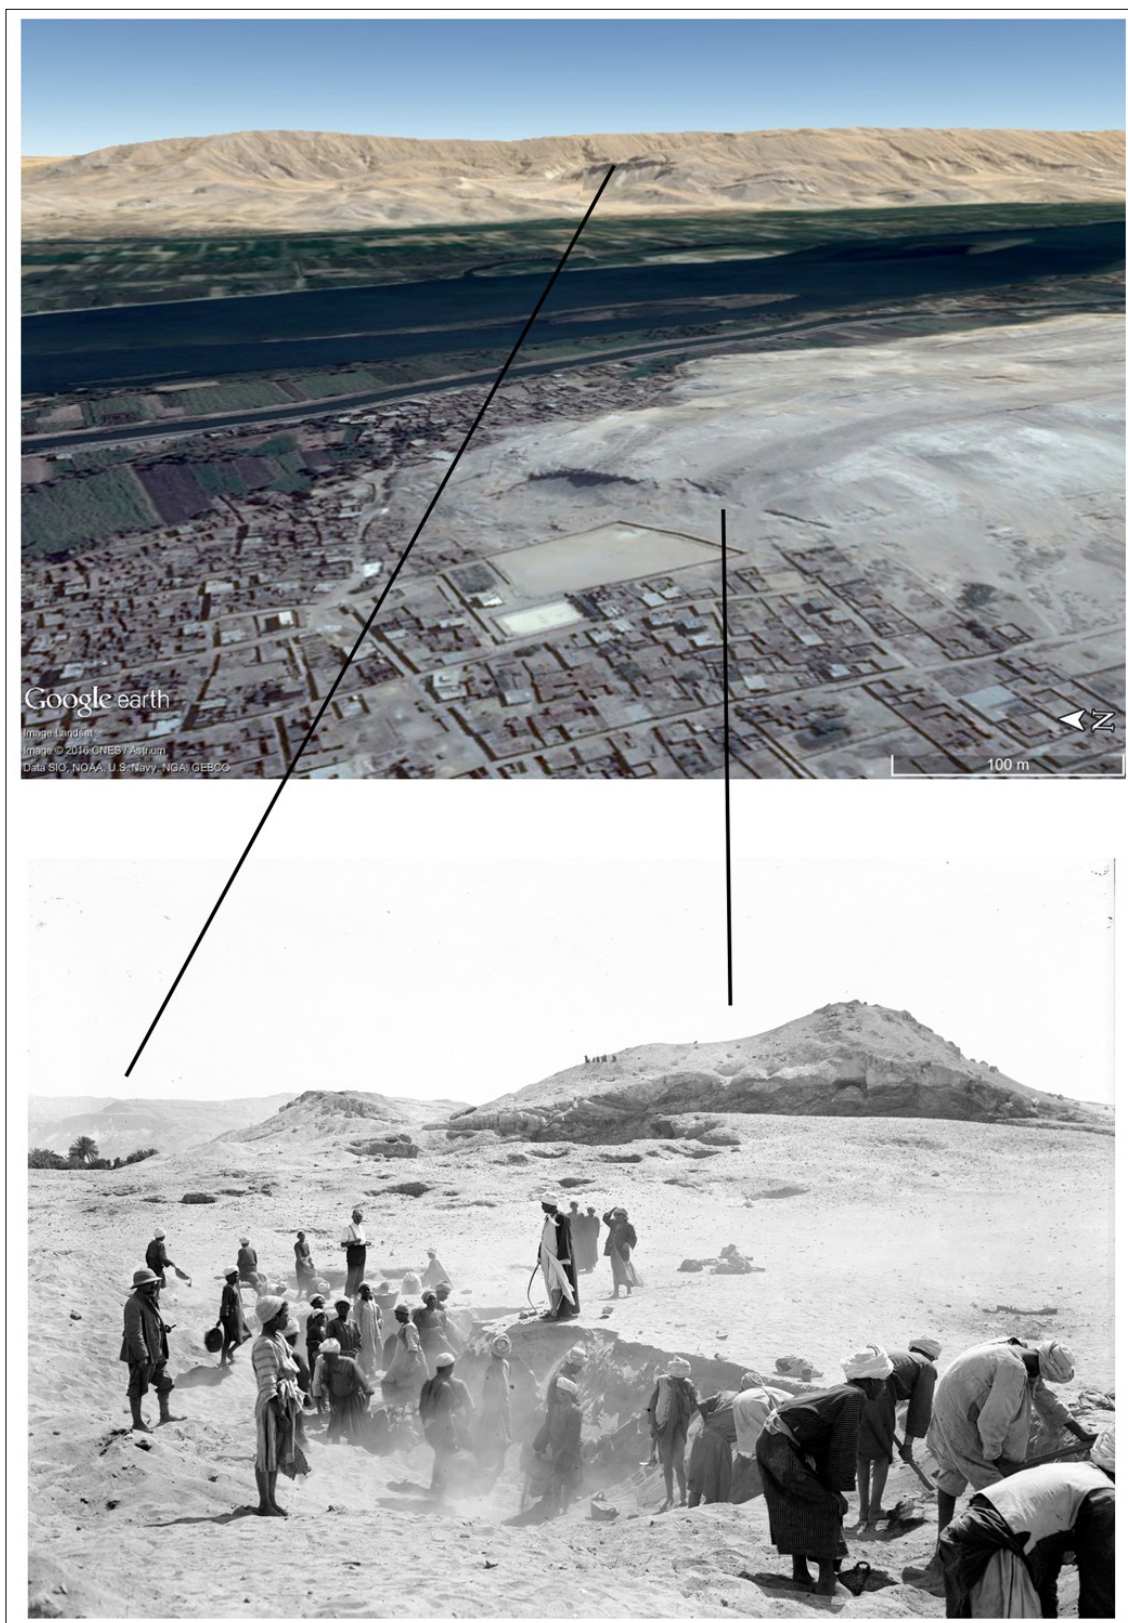 Google earth
Image Landsat
Image © 2016 CNES / Astrium
Data SIO, NOAA, U.S. Navy, NGA, GEBCO
N
100 m